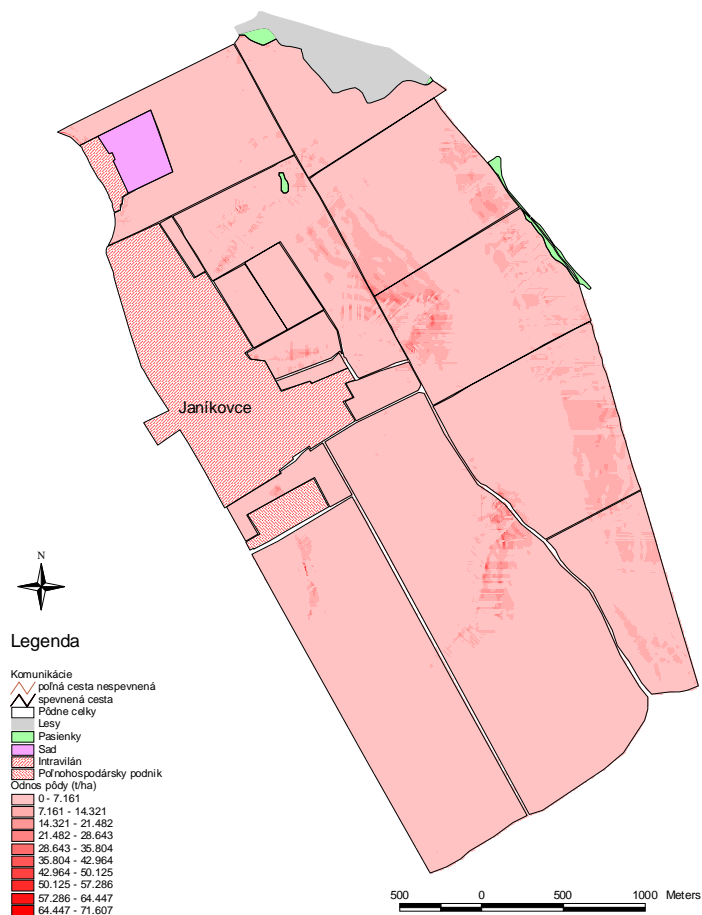 Janíkovce
N
Legenda
Komunikácie
poľná cesta nespevnená
spevnená cesta
Pôdne celky
Lesy
Pasienky
Sad
Intravilán
Poľnohospodársky podnik
Odnos pôdy (t/ha)
0 - 7.161
7.161 - 14.321
14.321 - 21.482
21.482 - 28.643
28.643 - 35.804
35.804 - 42.964
42.964 - 50.125
50.125 - 57.286
57.286 - 64.447
64.447 - 71.607
500 0 500 1000 Meters